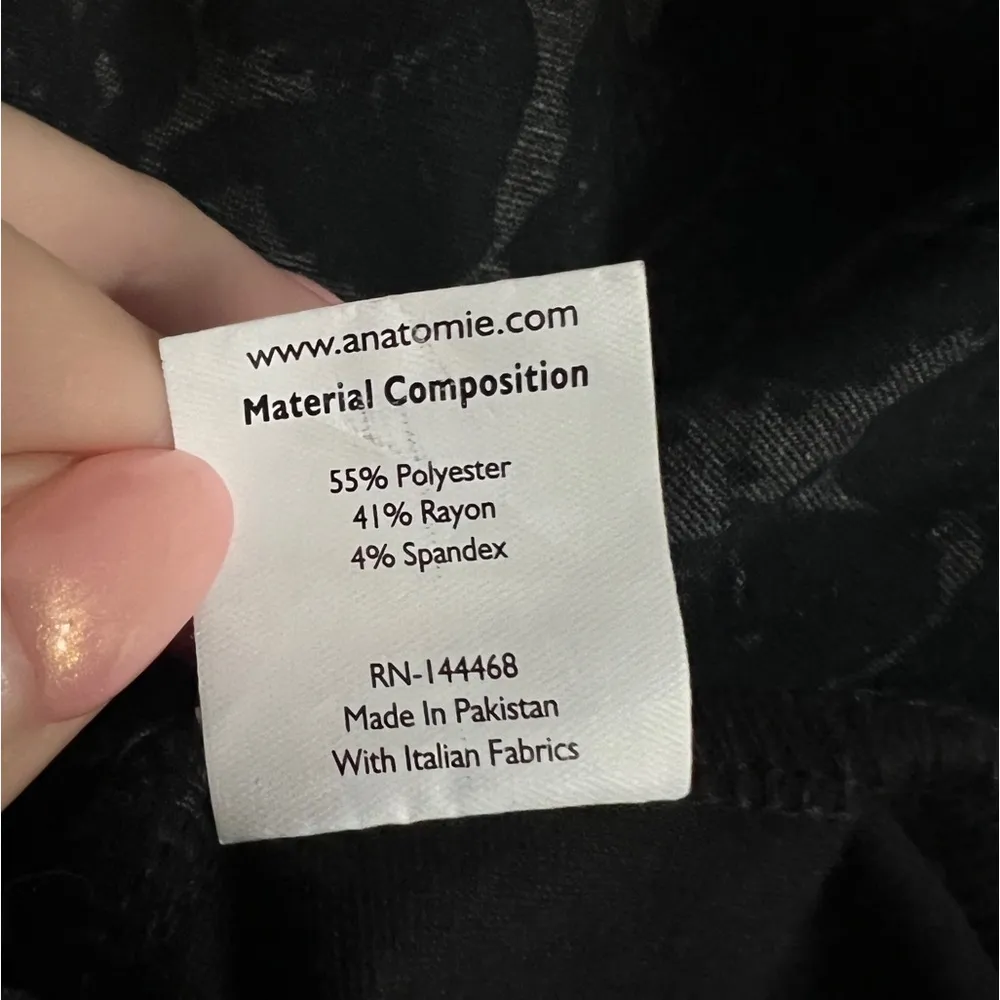 www.anatomie.com
Material Composition
55% Polyester
41% Rayon
4% Spandex
RN-144468
Made In Pakistan
With Italian Fabrics